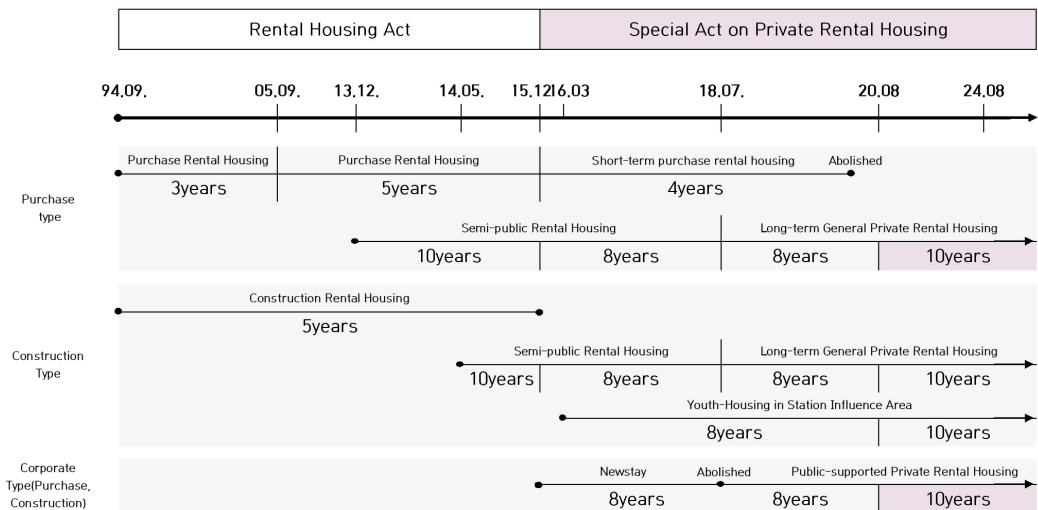 Rental Housing Act
Special Act on Private Rental Housing
94.09.
05.09.
13.12.
14.05.
15.12
16.03
18.07.
20.08
24.08
Purchase
type
Purchase Rental Housing
Purchase Rental Housing
Short-term purchase rental housing
Abolished
3years
5years
4years
Semi-public Rental Housing
Long-term General Private Rental Housing
10years
8years
8years
10years
Construction
Type
Construction Rental Housing
5years
Semi-public Rental Housing
Long-term General Private Rental Housing
10years
8years
8years
10years
Youth-Housing in Station Influence Area
8years
10years
Corporate
Type(Purchase,
Construction)
Newstay
Abolished
Public-supported Private Rental Housing
8years
8years
10years